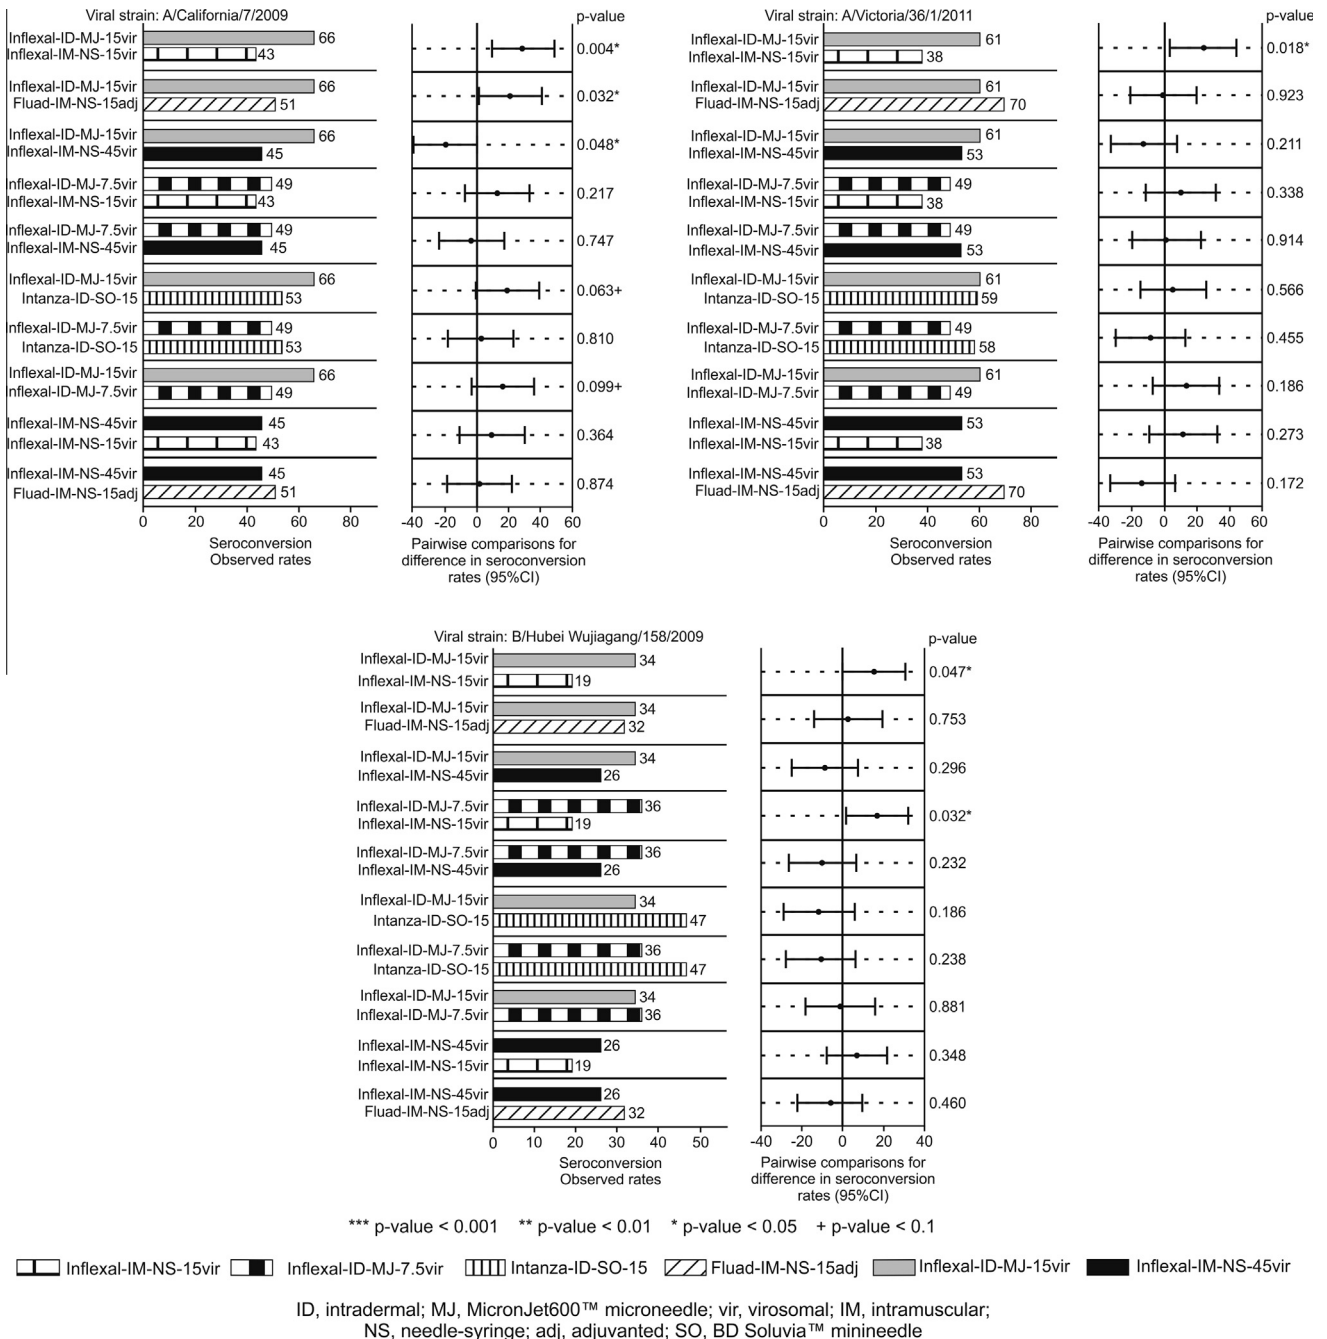 Viral strain: A/California/7/2009
p-value
Inflexal-ID-MJ-15vir 66
Inflexal-IM-NS-15vir 43
0.004*
Inflexal-ID-MJ-15vir 66
Fluad-IM-NS-15adj 51
0.032*
Inflexal-ID-MJ-15vir 66
Inflexal-IM-NS-45vir 45
0.048*
Inflexal-ID-MJ-7.5vir 49
Inflexal-IM-NS-15vir 43
0.217
Inflexal-ID-MJ-7.5vir 49
Inflexal-IM-NS-45vir 45
0.747
Inflexal-ID-MJ-15vir 66
Intanza-ID-SO-15 53
0.063+
Inflexal-ID-MJ-7.5vir 49
Intanza-ID-SO-15 53
0.810
Inflexal-ID-MJ-15vir 66
Inflexal-ID-MJ-7.5vir 49
0.099+
Inflexal-IM-NS-45vir 45
Inflexal-IM-NS-15vir 43
0.364
Inflexal-IM-NS-45vir 45
Fluad-IM-NS-15adj 51
0.874
0 20 40 60 80
-40 -20 0 20 40 60
Seroconversion
Observed rates
Pairwise comparisons for
difference in seroconversion
rates (95%CI)
Viral strain: A/Victoria/36/1/2011
p-value
Inflexal-ID-MJ-15vir 61
Inflexal-IM-NS-15vir 38
0.018*
Inflexal-ID-MJ-15vir 61
Fluad-IM-NS-15adj 70
0.923
Inflexal-ID-MJ-15vir 61
Inflexal-IM-NS-45vir 53
0.211
Inflexal-ID-MJ-7.5vir 49
Inflexal-IM-NS-15vir 38
0.338
Inflexal-ID-MJ-7.5vir 49
Inflexal-IM-NS-45vir 53
0.914
Inflexal-ID-MJ-15vir 61
Intanza-ID-SO-15 59
0.566
Inflexal-ID-MJ-7.5vir 49
Intanza-ID-SO-15 58
0.455
Inflexal-ID-MJ-15vir 61
Inflexal-ID-MJ-7.5vir 49
0.186
Inflexal-IM-NS-45vir 53
Inflexal-IM-NS-15vir 38
0.273
Inflexal-IM-NS-45vir 53
Fluad-IM-NS-15adj 70
0.172
0 20 40 60 80
-40 -20 0 20 40 60
Seroconversion
Observed rates
Pairwise comparisons for
difference in seroconversion
rates (95%CI)
Viral strain: B/Hubei Wujiagang/158/2009
p-value
Inflexal-ID-MJ-15vir 34
Inflexal-IM-NS-15vir 19
0.047*
Inflexal-ID-MJ-15vir 34
Fluad-IM-NS-15adj 32
0.753
Inflexal-ID-MJ-15vir 34
Inflexal-IM-NS-45vir 26
0.296
Inflexal-ID-MJ-7.5vir 36
Inflexal-IM-NS-15vir 19
0.032*
Inflexal-ID-MJ-7.5vir 36
Inflexal-IM-NS-45vir 26
0.232
Inflexal-ID-MJ-15vir 34
Intanza-ID-SO-15 47
0.186
Inflexal-ID-MJ-7.5vir 36
Intanza-ID-SO-15 47
0.238
Inflexal-ID-MJ-15vir 34
Inflexal-ID-MJ-7.5vir 36
0.881
Inflexal-IM-NS-45vir 26
Inflexal-IM-NS-15vir 19
0.348
Inflexal-IM-NS-45vir 26
Fluad-IM-NS-15adj 32
0.460
0 10 20 30 40 50
-40 -20 0 20 40
Seroconversion
Observed rates
Pairwise comparisons for
difference in seroconversion
rates (95%CI)
*** p-value < 0.001 ** p-value < 0.01 * p-value < 0.05 + p-value < 0.1
Inflexal-IM-NS-15vir Inflexal-ID-MJ-7.5vir Intanza-ID-SO-15 Fluad-IM-NS-15adj Inflexal-ID-MJ-15vir Inflexal-IM-NS-45vir
ID, intradermal; MJ, MicronJet600™ microneedle; vir, virosomal; IM, intramuscular;
NS, needle-syringe; adj, adjuvanted; SO, BD Soluvia™ minineedle